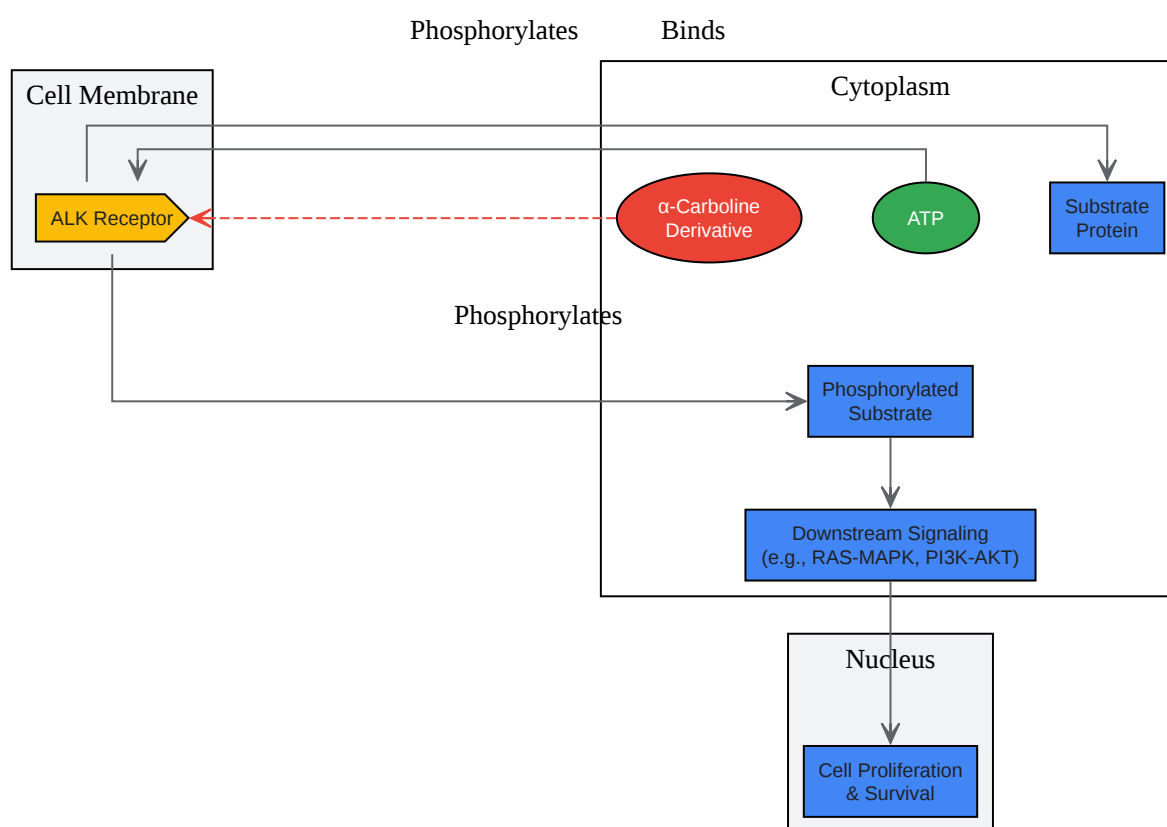 Phosphorylates
Binds
Cell Membrane
Cytoplasm
ALK Receptor
α-Carboline
Derivative
ATP
Substrate
Protein
Phosphorylates
Phosphorylated
Substrate
Downstream Signaling
(e.g., RAS-MAPK, PI3K-AKT)
Nucleus
Cell Proliferation
& Survival